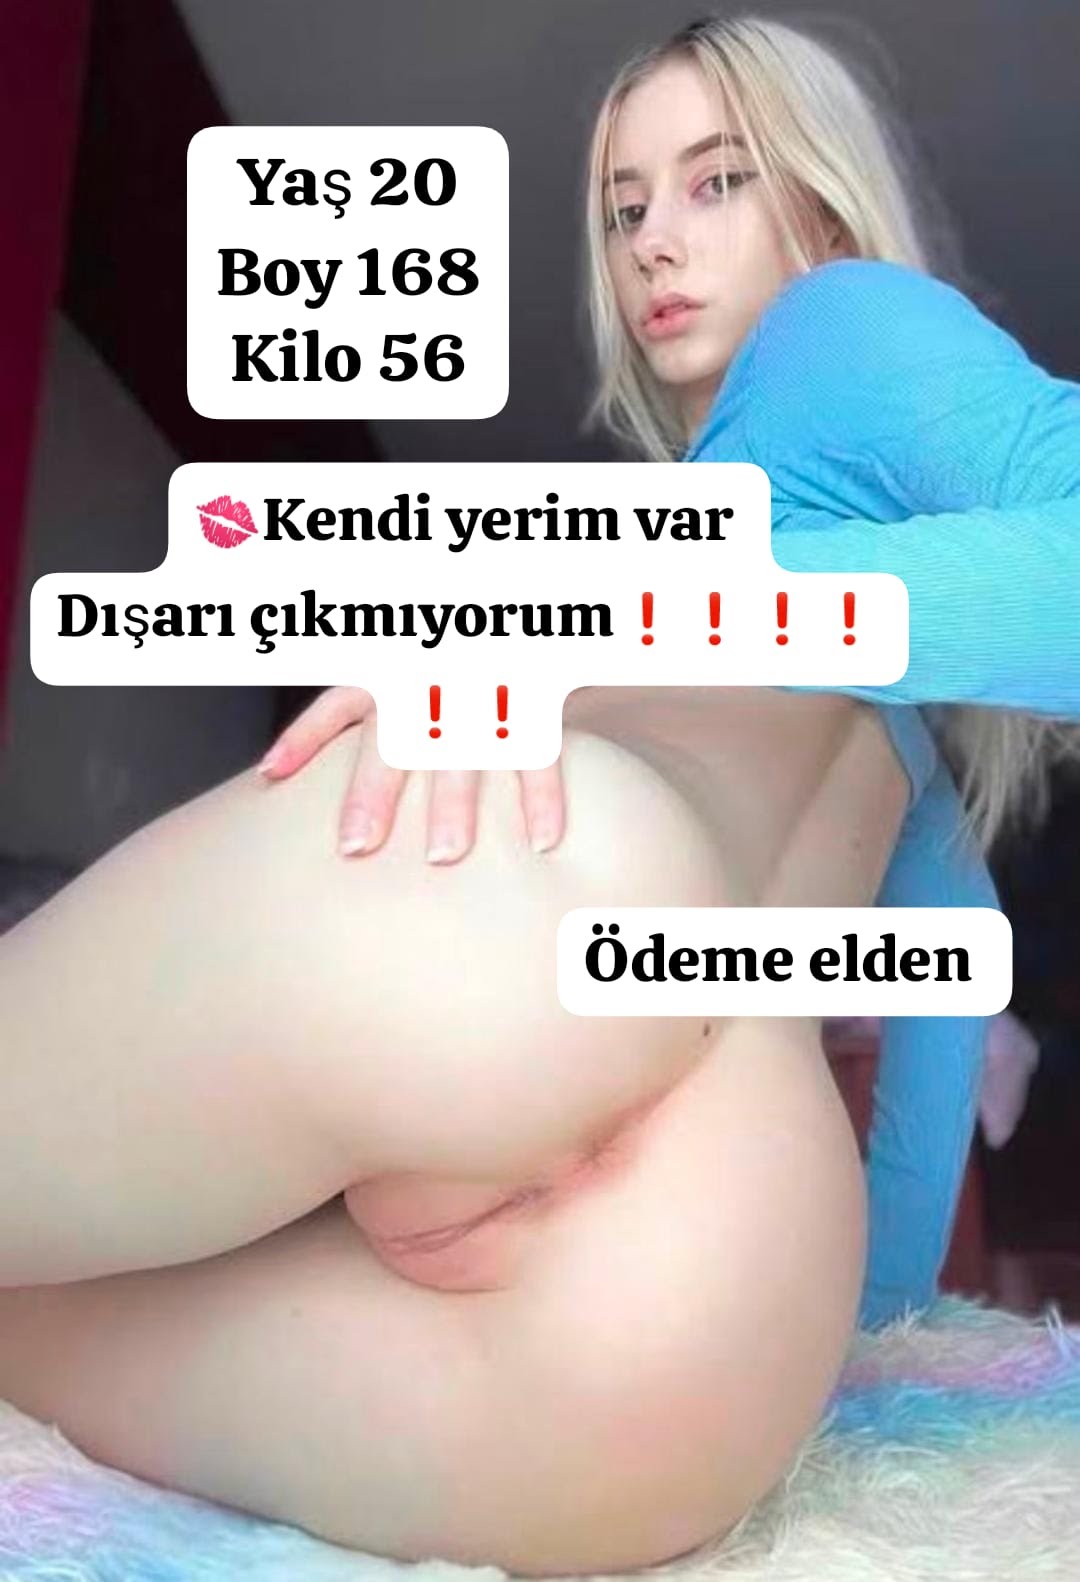 Yaş 20
Boy 168
Kilo 56
💋Kendi yerim var
Dışarı çıkmıyorum❗❗❗❗
❗❗
Ödeme elden